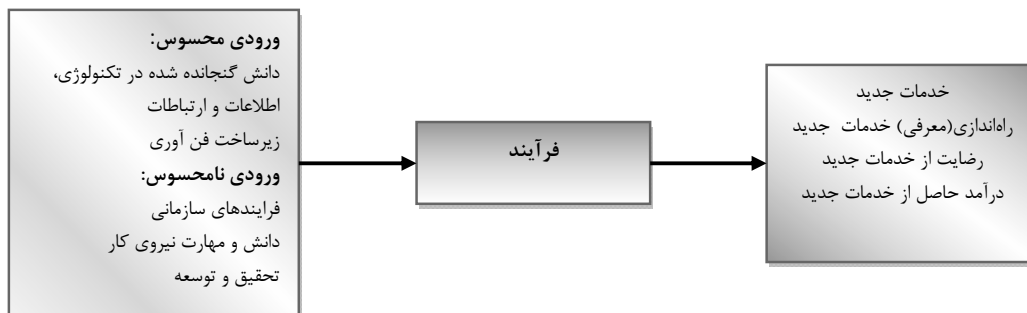 ورودی محسوس:
دانش گنجانده شده در تکنولوژی،
اطلاعات و ارتباطات
زیرساخت فن آوری
ورودی نامحسوس:
فرایندهای سازمانی
دانش و مهارت نیروی کار
تحقیق و توسعه
فرآیند
خدمات جدید
راه‌اندازی(معرفی) خدمات جدید
رضایت از خدمات جدید
درآمد حاصل از خدمات جدید